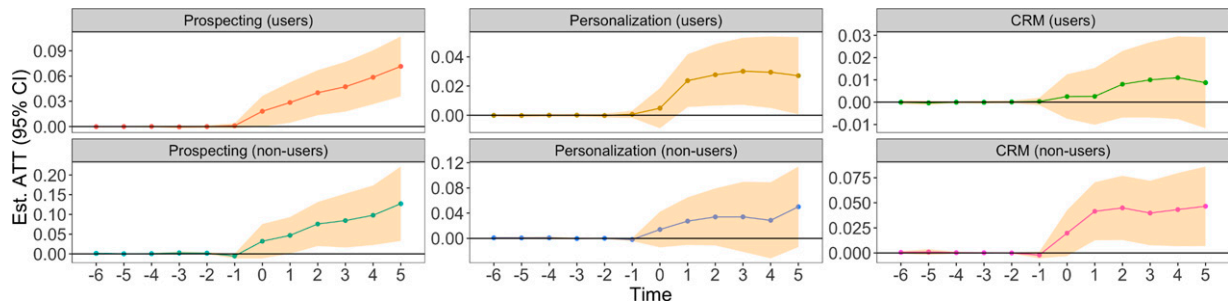 Prospecting (users)
Personalization (users)
CRM (users)
0.09
0.06
0.03
0.00
0.04
0.02
0.00
0.03
0.02
0.01
0.00
-0.01
Est. ATT (95% CI)
Prospecting (non-users)
Personalization (non-users)
CRM (non-users)
0.20
0.15
0.10
0.05
0.00
0.12
0.08
0.04
0.00
0.075
0.050
0.025
0.000
-6 -5 -4 -3 -2 -1 0 1 2 3 4 5
-6 -5 -4 -3 -2 -1 0 1 2 3 4 5
-6 -5 -4 -3 -2 -1 0 1 2 3 4 5
Time